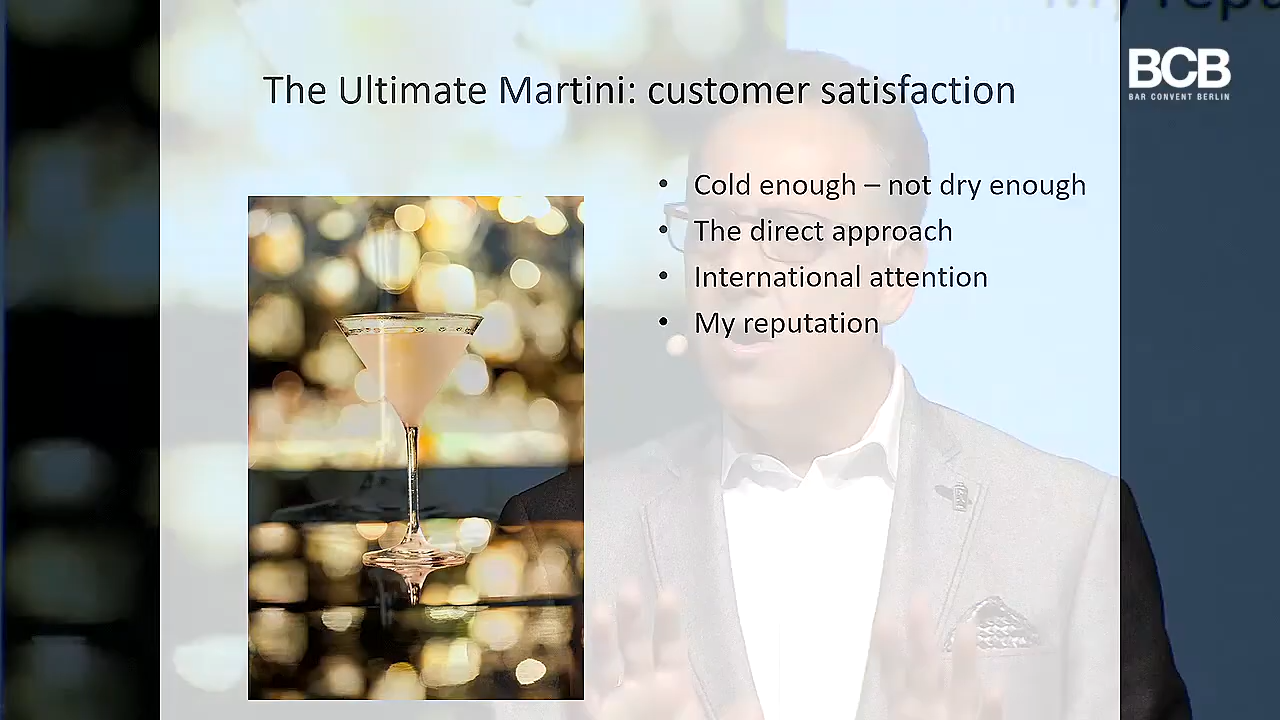 The Ultimate Martini: customer satisfaction
BCB
BAR CONVENT BERLIN
• Cold enough – not dry enough
• The direct approach
• International attention
• My reputation